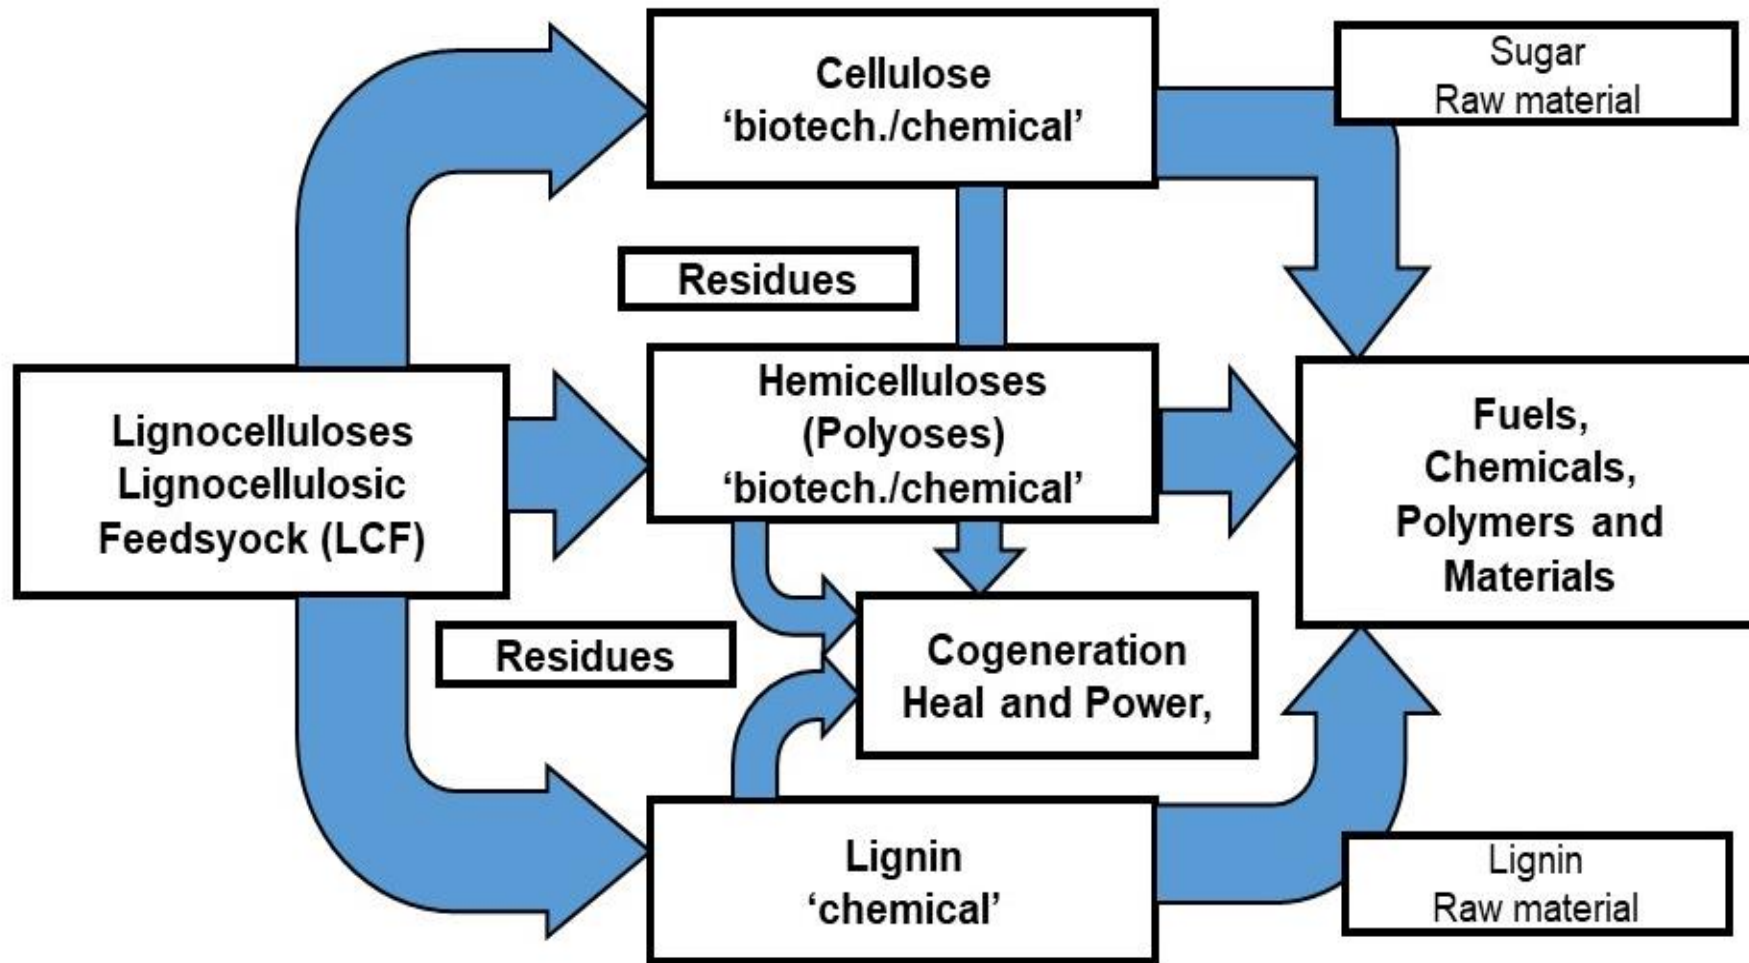 Cellulose
‘biotech./chemical’
Sugar
Raw material
Residues
Lignocelluloses
Lignocellulosic
Feedsyock (LCF)
Hemicelluloses
(Polyoses)
‘biotech./chemical’
Fuels,
Chemicals,
Polymers and
Materials
Residues
Cogeneration
Heal and Power,
Lignin
‘chemical’
Lignin
Raw material